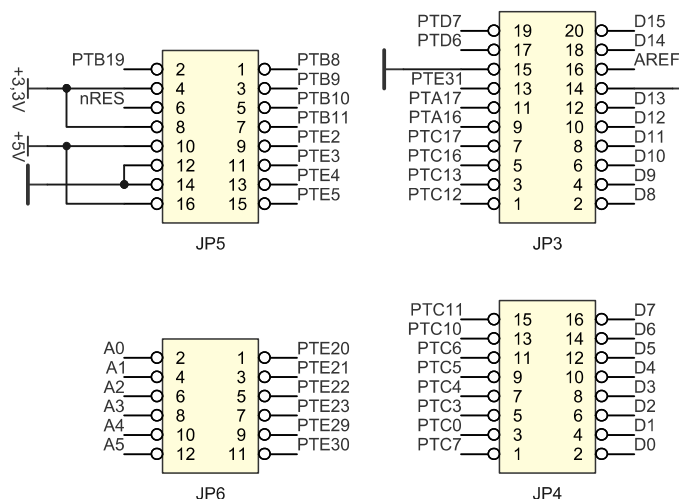 PTB19 2 1 PTB8
+3,3V 4 3 PTB9
nRES 6 5 PTB10
8 7 PTB11
+5V 10 9 PTE2
12 11 PTE3
14 13 PTE4
16 15 PTE5
JP5
PTD7 19 20 D15
PTD6 17 18 D14
15 16 AREF
PTE31 13 14
PTA17 11 12 D13
PTA16 9 10 D12
PTC17 7 8 D11
PTC16 5 6 D10
PTC13 3 4 D9
PTC12 1 2 D8
JP3
A0 2 1 PTE20
A1 4 3 PTE21
A2 6 5 PTE22
A3 8 7 PTE23
A4 10 9 PTE29
A5 12 11 PTE30
JP6
PTC11 15 16 D7
PTC10 13 14 D6
PTC6 11 12 D5
PTC5 9 10 D4
PTC4 7 8 D3
PTC3 5 6 D2
PTC0 3 4 D1
PTC7 1 2 D0
JP4